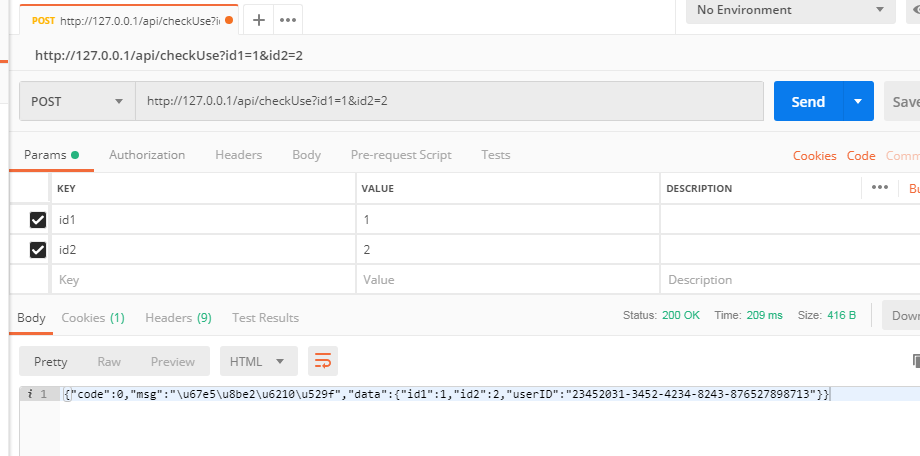 POST http://127.0.0.1/api/checkUse?i
No Environment
http://127.0.0.1/api/checkUse?id1=1&id2=2
POST http://127.0.0.1/api/checkUse?id1=1&id2=2 Send Save
Params Authorization Headers Body Pre-request Script Tests Cookies Code Comm
KEY VALUE DESCRIPTION Bu
id1 1
id2 2
Key Value Description
Body Cookies (1) Headers (9) Test Results Status: 200 OK Time: 209 ms Size: 416 B Down
Pretty Raw Preview HTML
i 1 {"code":0,"msg":"\u67e5\u8be2\u6210\u529f","data":{"id1":1,"id2":2,"userID":"23452031-3452-4234-8243-876527898713"}}